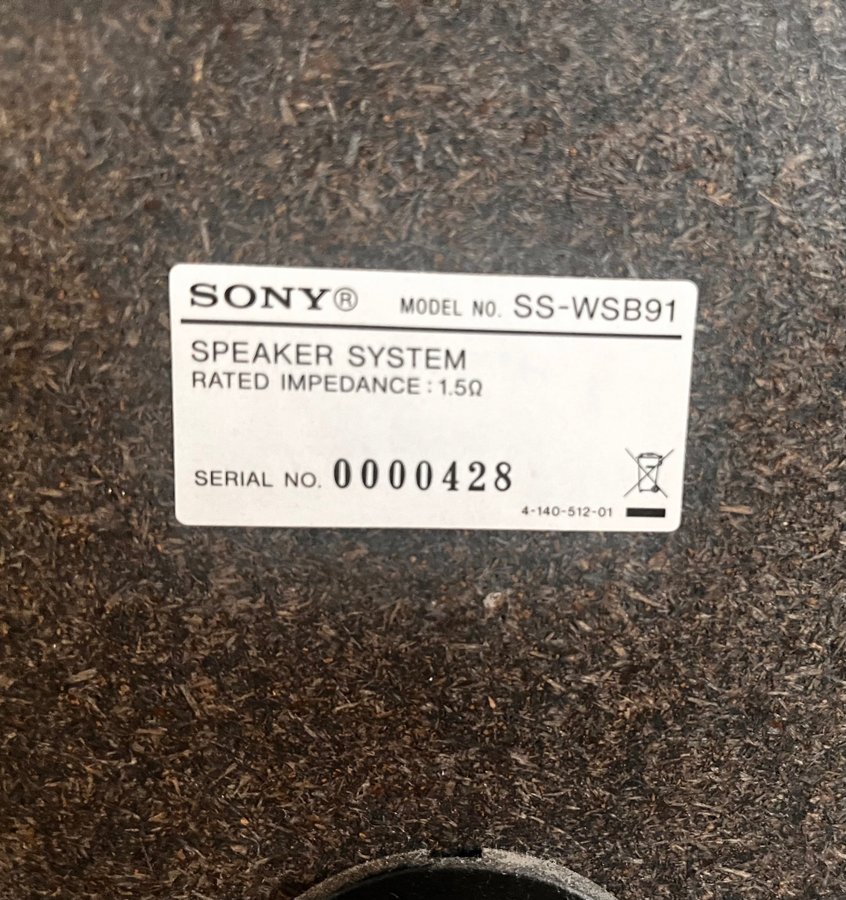 SONY® MODEL NO. SS-WSB91
SPEAKER SYSTEM
RATED IMPEDANCE : 1.5Ω
SERIAL NO. 0000428
4-140-512-01